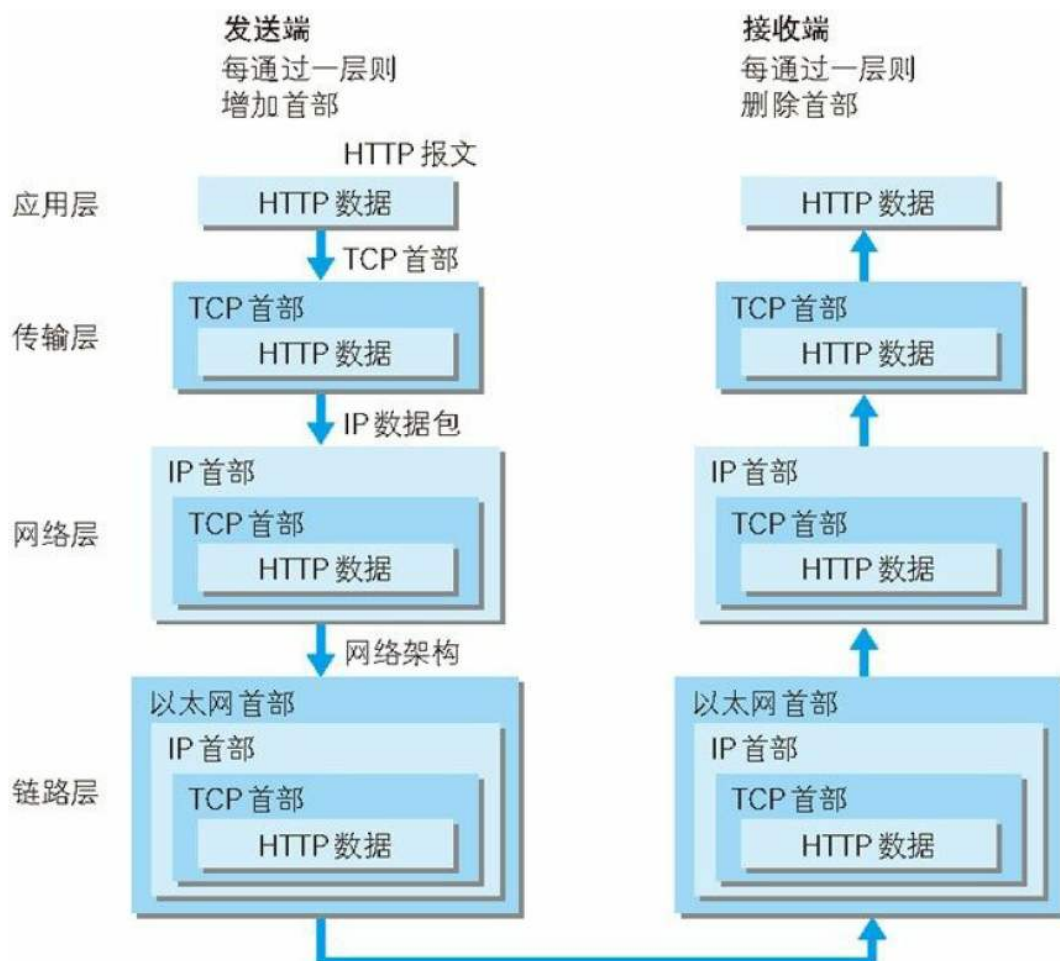 发送端
每通过一层则
增加首部
接收端
每通过一层则
删除首部
HTTP 报文
应用层
HTTP 数据
HTTP 数据
TCP 首部
传输层
TCP 首部
HTTP 数据
TCP 首部
HTTP 数据
IP 数据包
网络层
IP 首部
TCP 首部
HTTP 数据
IP 首部
TCP 首部
HTTP 数据
网络架构
链路层
以太网首部
IP 首部
TCP 首部
HTTP 数据
以太网首部
IP 首部
TCP 首部
HTTP 数据